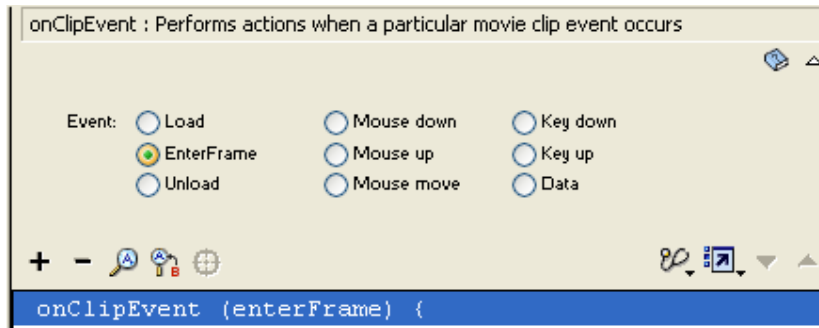 onClipEvent : Performs actions when a particular movie clip event occurs
Event: Load Mouse down Key down
EnterFrame Mouse up Key up
Unload Mouse move Data
onClipEvent (enterFrame) {